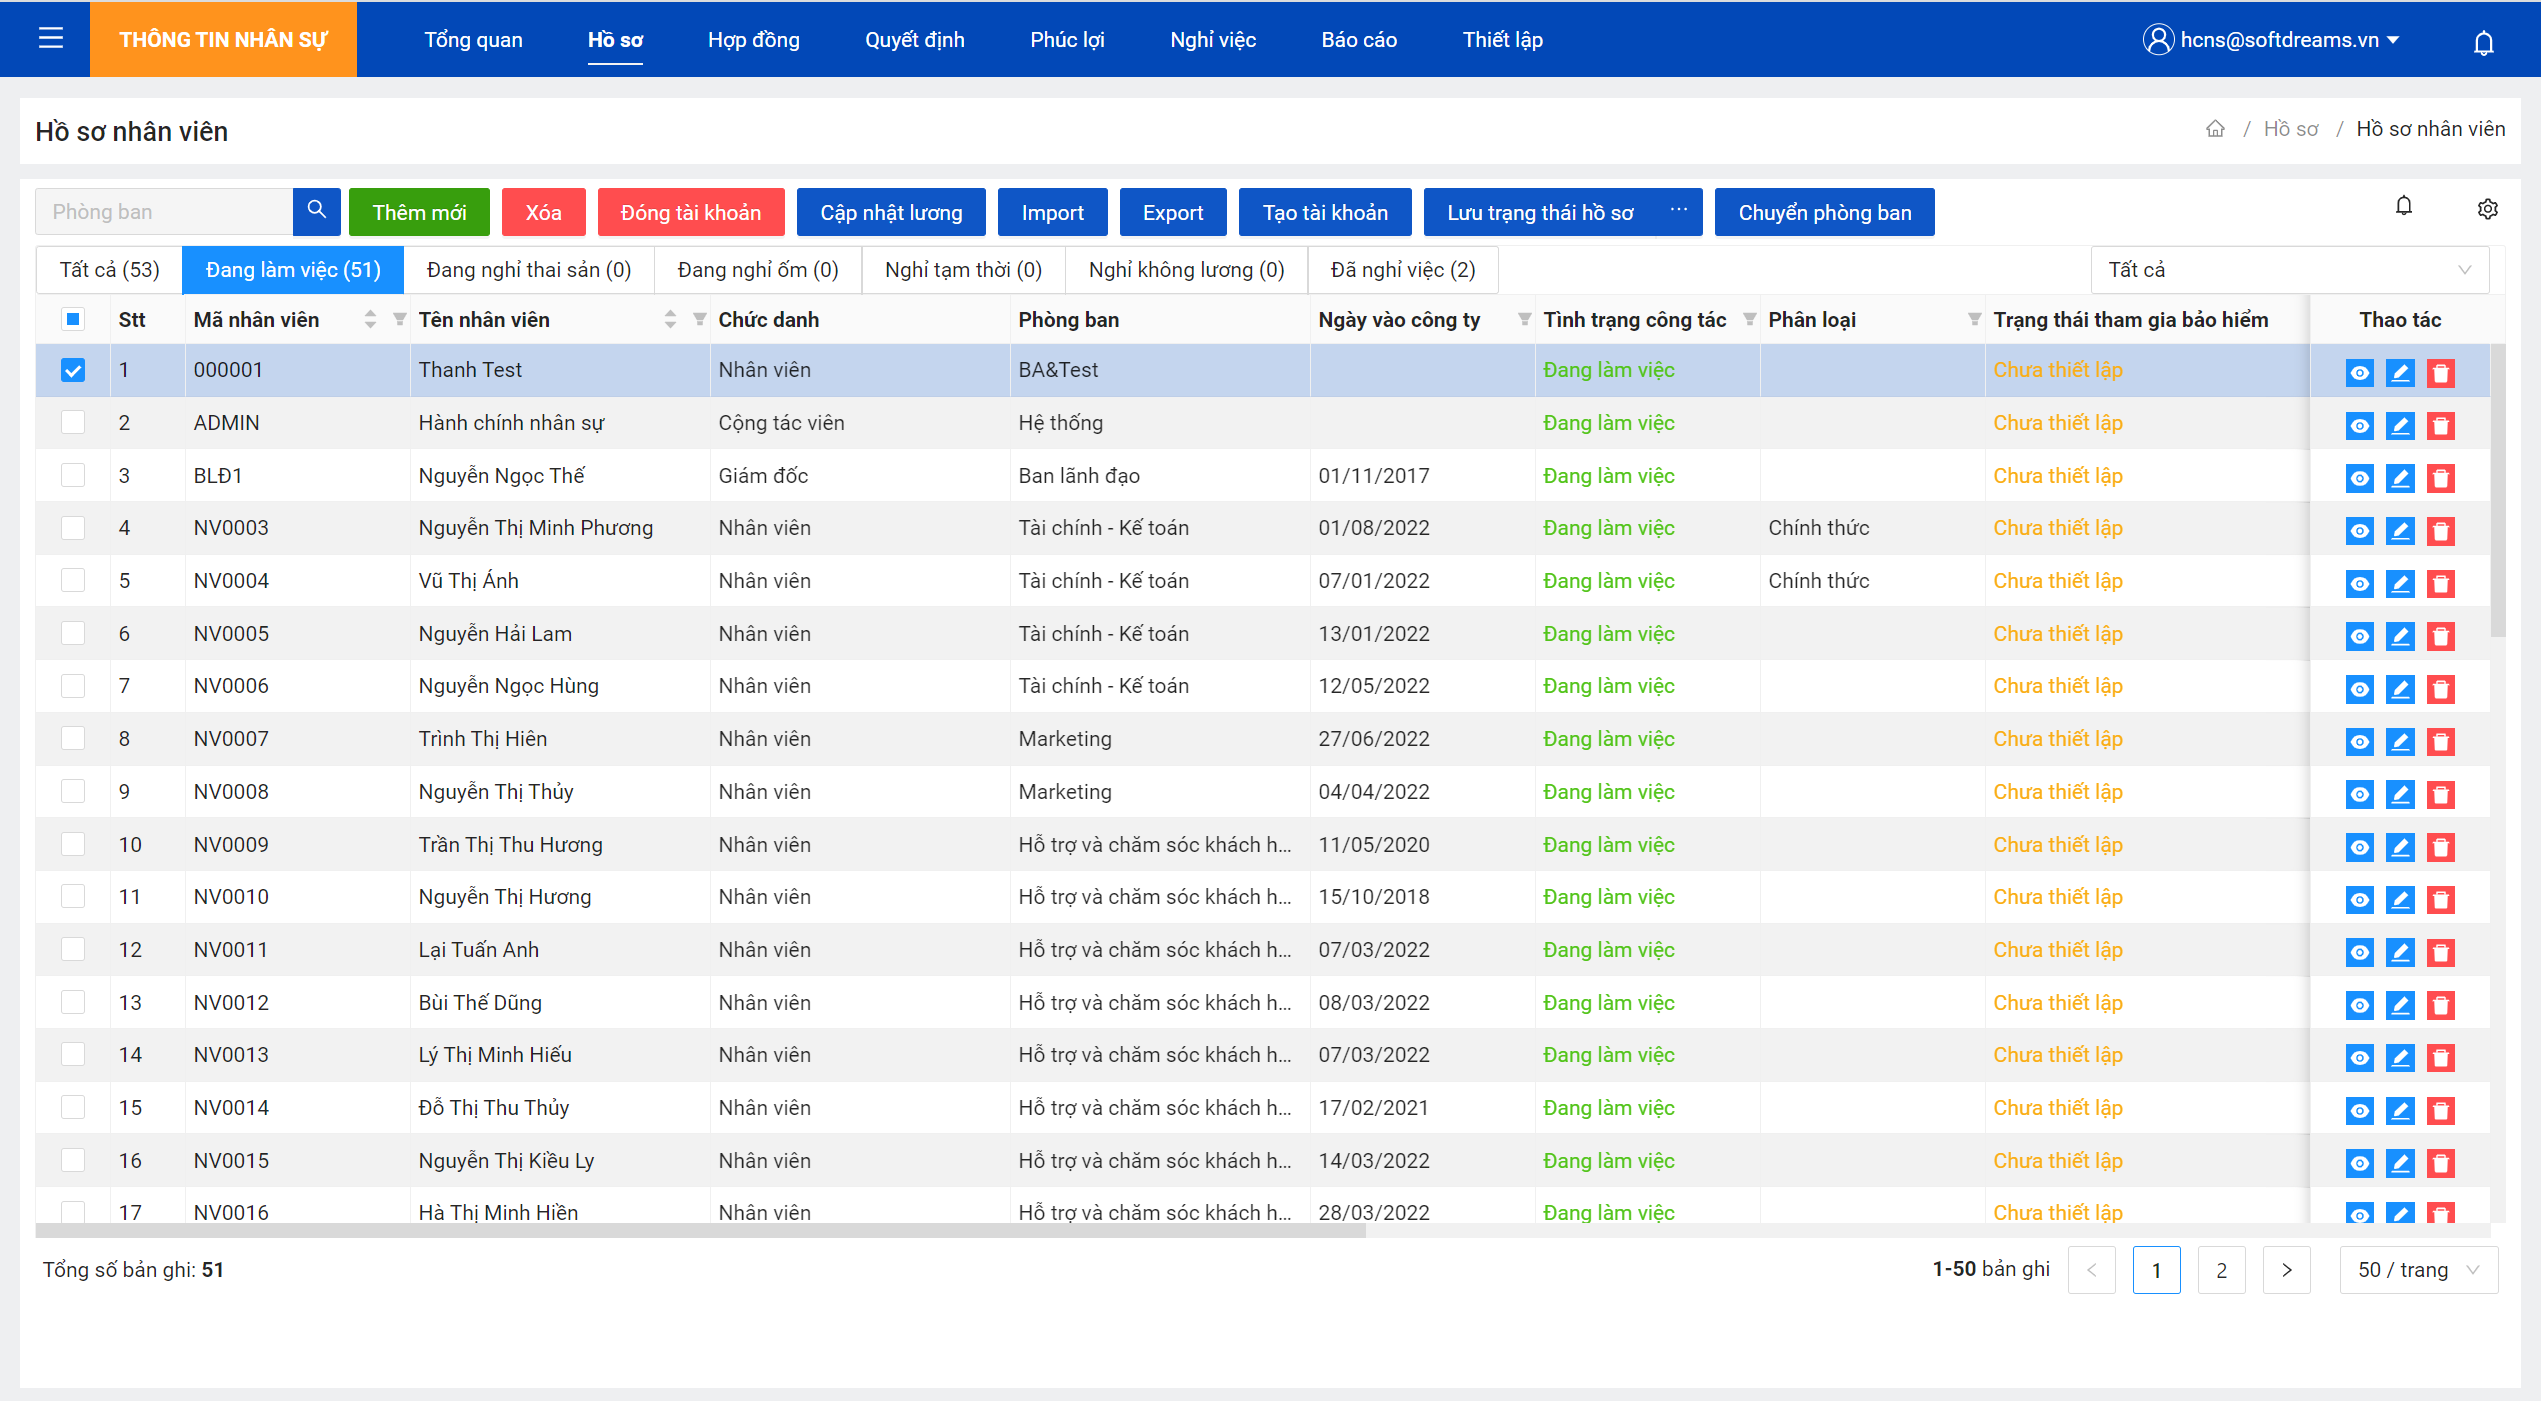 THÔNG TIN NHÂN SỰ Tổng quan Hồ sơ Hợp đồng Quyết định Phúc lợi Nghỉ việc Báo cáo Thiết lập hcns@softdreams.vn
Hồ sơ nhân viên / Hồ sơ / Hồ sơ nhân viên
Phòng ban Thêm mới Xóa Đóng tài khoản Cập nhật lương Import Export Tạo tài khoản Lưu trạng thái hồ sơ ... Chuyển phòng ban
Tất cả (53) Đang làm việc (51) Đang nghỉ thai sản (0) Đang nghỉ ốm (0) Nghỉ tạm thời (0) Nghỉ không lương (0) Đã nghỉ việc (2) Tất cả
Stt Mã nhân viên Tên nhân viên Chức danh Phòng ban Ngày vào công ty Tình trạng công tác Phân loại Trạng thái tham gia bảo hiểm Thao tác
1 000001 Thanh Test Nhân viên BA&Test Đang làm việc Chưa thiết lập
2 ADMIN Hành chính nhân sự Cộng tác viên Hệ thống Đang làm việc Chưa thiết lập
3 BLĐ1 Nguyễn Ngọc Thế Giám đốc Ban lãnh đạo 01/11/2017 Đang làm việc Chưa thiết lập
4 NV0003 Nguyễn Thị Minh Phương Nhân viên Tài chính - Kế toán 01/08/2022 Đang làm việc Chính thức Chưa thiết lập
5 NV0004 Vũ Thị Ánh Nhân viên Tài chính - Kế toán 07/01/2022 Đang làm việc Chính thức Chưa thiết lập
6 NV0005 Nguyễn Hải Lam Nhân viên Tài chính - Kế toán 13/01/2022 Đang làm việc Chưa thiết lập
7 NV0006 Nguyễn Ngọc Hùng Nhân viên Tài chính - Kế toán 12/05/2022 Đang làm việc Chưa thiết lập
8 NV0007 Trình Thị Hiên Nhân viên Marketing 27/06/2022 Đang làm việc Chưa thiết lập
9 NV0008 Nguyễn Thị Thủy Nhân viên Marketing 04/04/2022 Đang làm việc Chưa thiết lập
10 NV0009 Trần Thị Thu Hương Nhân viên Hỗ trợ và chăm sóc khách h... 11/05/2020 Đang làm việc Chưa thiết lập
11 NV0010 Nguyễn Thị Hương Nhân viên Hỗ trợ và chăm sóc khách h... 15/10/2018 Đang làm việc Chưa thiết lập
12 NV0011 Lại Tuấn Anh Nhân viên Hỗ trợ và chăm sóc khách h... 07/03/2022 Đang làm việc Chưa thiết lập
13 NV0012 Bùi Thế Dũng Nhân viên Hỗ trợ và chăm sóc khách h... 08/03/2022 Đang làm việc Chưa thiết lập
14 NV0013 Lý Thị Minh Hiếu Nhân viên Hỗ trợ và chăm sóc khách h... 07/03/2022 Đang làm việc Chưa thiết lập
15 NV0014 Đỗ Thị Thu Thủy Nhân viên Hỗ trợ và chăm sóc khách h... 17/02/2021 Đang làm việc Chưa thiết lập
16 NV0015 Nguyễn Thị Kiều Ly Nhân viên Hỗ trợ và chăm sóc khách h... 14/03/2022 Đang làm việc Chưa thiết lập
17 NV0016 Hà Thị Minh Hiền Nhân viên Hỗ trợ và chăm sóc khách h... 28/03/2022 Đang làm việc Chưa thiết lập
Tổng số bản ghi: 51 1-50 bản ghi < 1 2 > 50 / trang